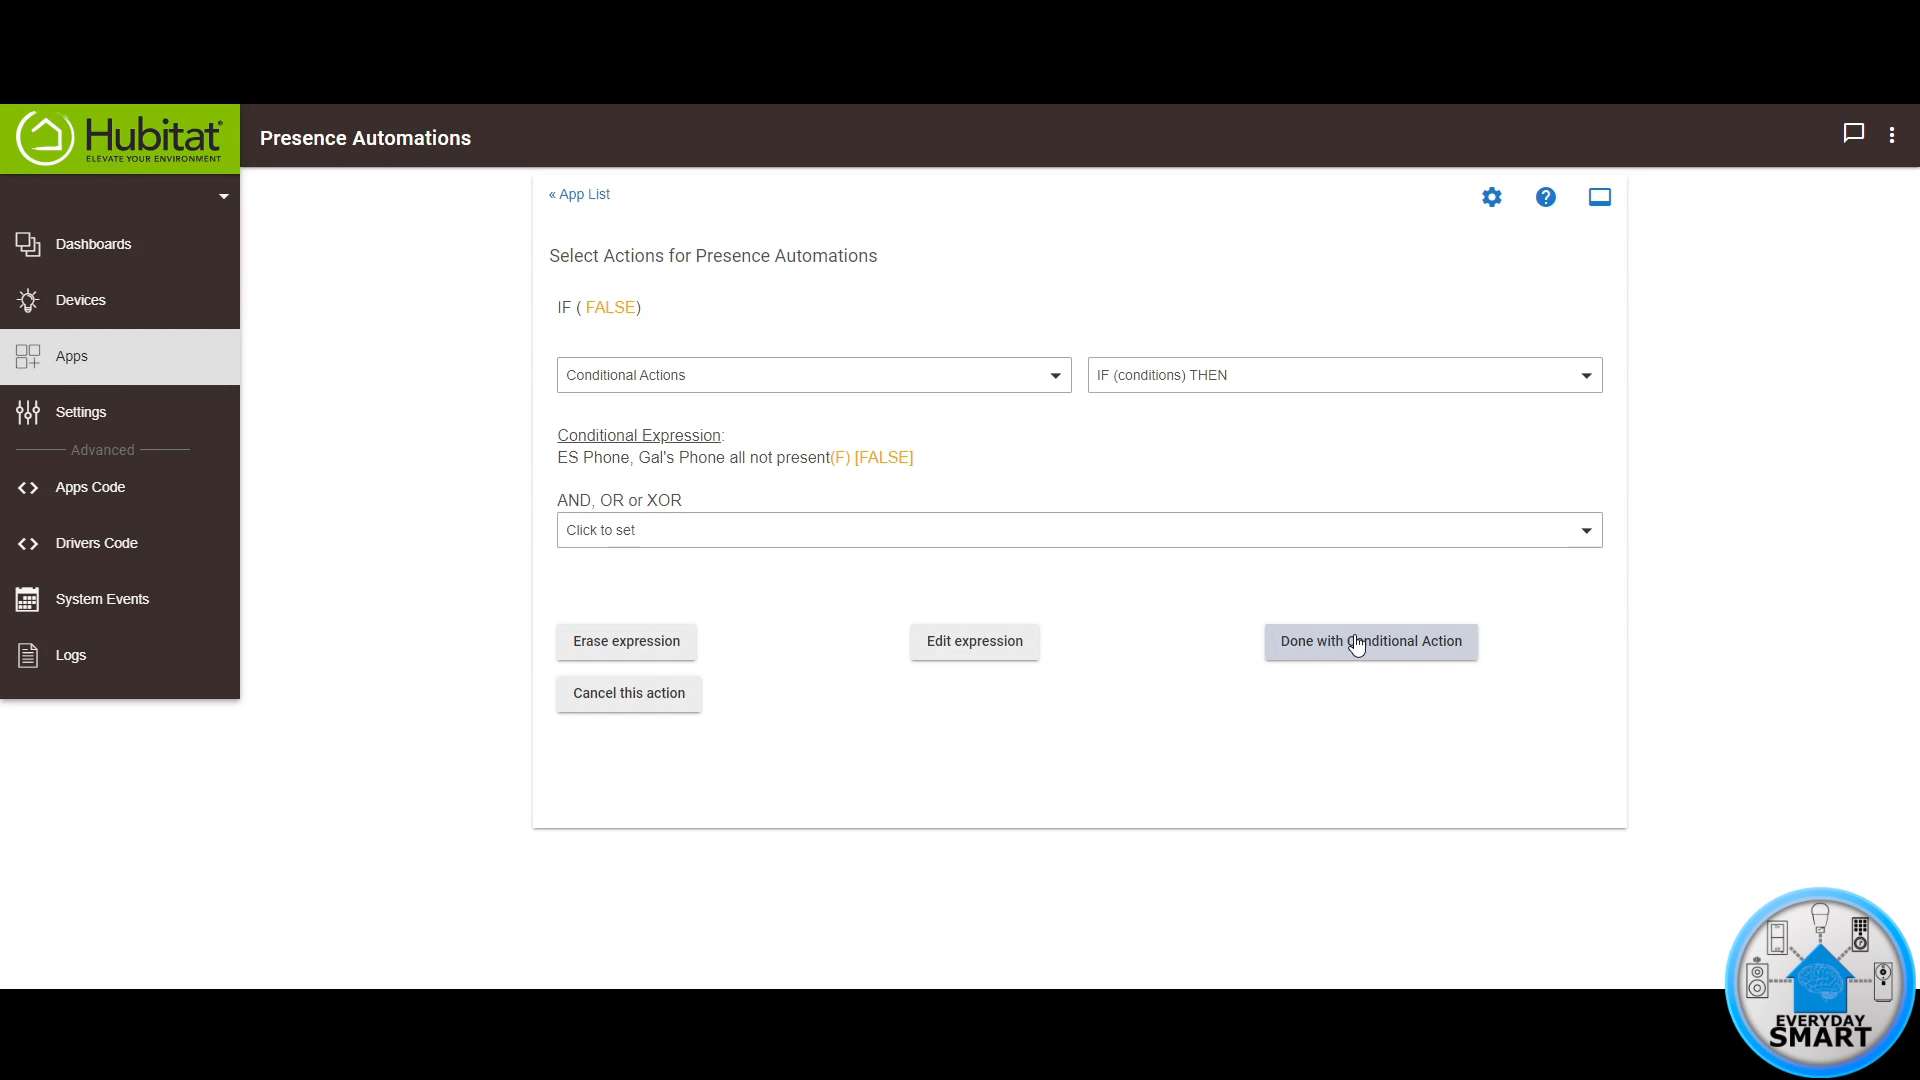 Hubitat
ELEVATE YOUR ENVIRONMENT
Presence Automations
« App List
Dashboards
Devices
Apps
Settings
Advanced
Apps Code
Drivers Code
System Events
Logs
Select Actions for Presence Automations
IF ( FALSE)
Conditional Actions
IF (conditions) THEN
Conditional Expression:
ES Phone, Gal's Phone all not present(F) [FALSE]
AND, OR or XOR
Click to set
Erase expression
Edit expression
Done with Conditional Action
Cancel this action
EVERYDAY
SMART